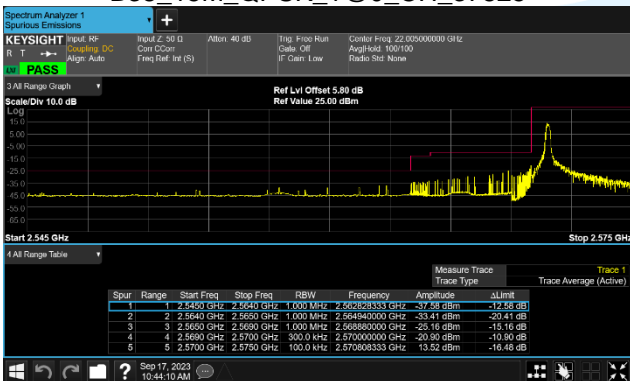 Spectrum Analyzer 1
Spurious Emissions
KEYSIGHT Input: RF Input Z: 50 Ω Atten: 40 dB Trig: Free Run Center Freq: 22.005000000 GHz
R T Coupling: DC Corr CCorr Gate: Off Avg|Hold: 100/100
Align: Auto Freq Ref: Int (S) IF Gain: Low Radio Std: None
PASS
3 All Range Graph
Ref Lvl Offset 5.80 dB
Scale/Div 10.0 dB Ref Value 25.00 dBm
Log
15.0
5.00
-5.00
-15.0
-25.0
-35.0
-45.0
-55.0
-65.0
Start 2.545 GHz Stop 2.575 GHz
4 All Range Table
Measure Trace Trace 1
Trace Type Trace Average (Active)
Spur Range Start Freq Stop Freq RBW Frequency Amplitude ΔLimit
1 1 2.5450 GHz 2.5640 GHz 1.000 MHz 2.562828333 GHz -37.58 dBm -12.58 dB
2 2 2.5640 GHz 2.5650 GHz 1.000 MHz 2.564940000 GHz -33.41 dBm -20.41 dB
3 3 2.5650 GHz 2.5690 GHz 1.000 MHz 2.568880000 GHz -25.16 dBm -15.16 dB
4 4 2.5690 GHz 2.5700 GHz 300.0 kHz 2.570000000 GHz -20.90 dBm -10.90 dB
5 5 2.5700 GHz 2.5750 GHz 100.0 kHz 2.570808333 GHz 13.52 dBm -16.48 dB
Sep 17, 2023
10:44:10 AM